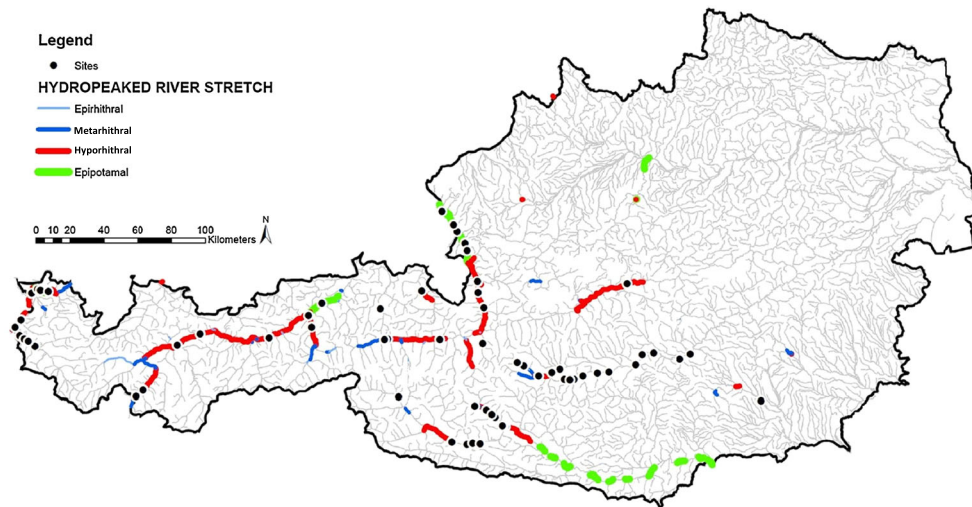 Legend
Sites
HYDROPEAKED RIVER STRETCH
Epirhithral
Metarhithral
Hyporhithral
Epipotamal
N
0 10 20 40 60 80 100
Kilometers